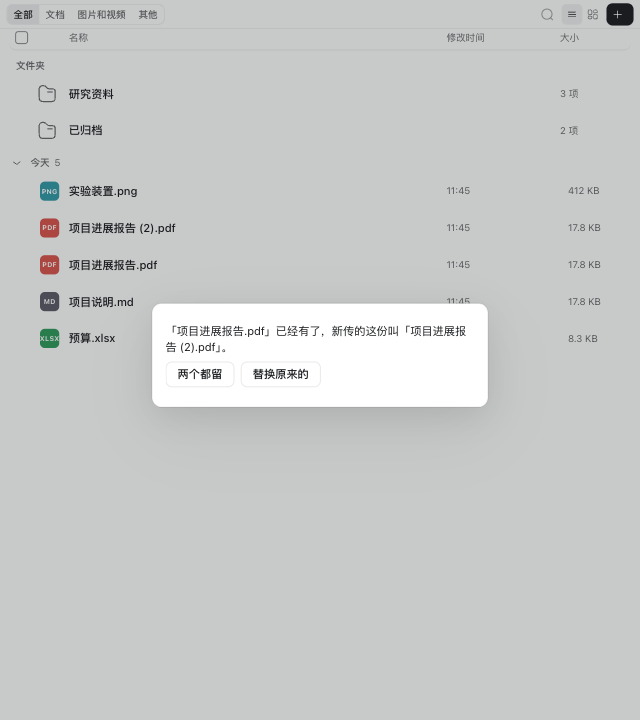 全部 文档 图片和视频 其他
名称 修改时间 大小
文件夹
研究资料 3 项
已归档 2 项
今天 5
PNG 实验装置.png 11:45 412 KB
PDF 项目进展报告 (2).pdf 11:45 17.8 KB
PDF 项目进展报告.pdf 11:45 17.8 KB
MD 项目说明.md 11:45 17.8 KB
XLSX 预算.xlsx 8.3 KB
「项目进展报告.pdf」已经有了，新传的这份叫「项目进展报
告 (2).pdf」。
两个都留 替换原来的